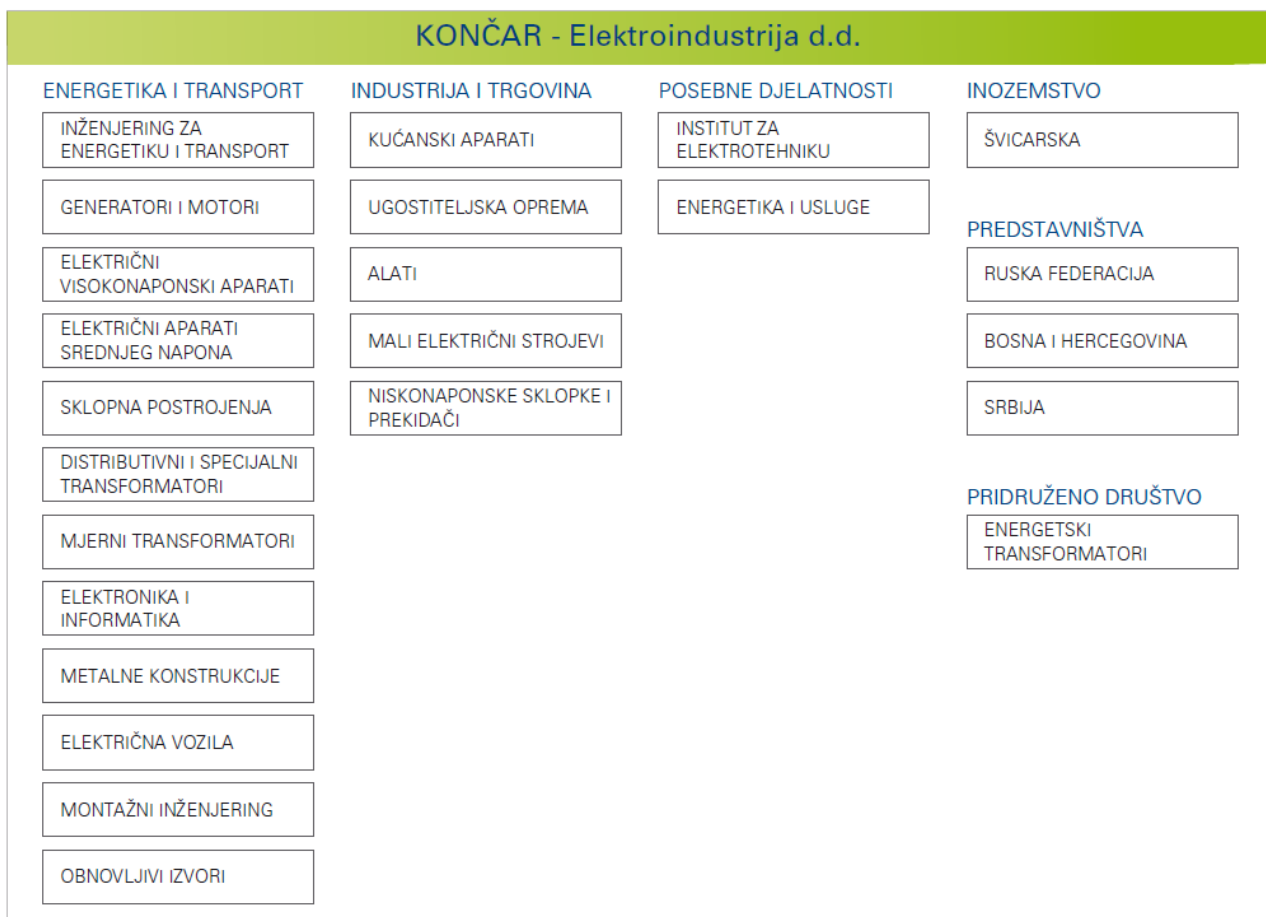 KONČAR - Elektroindustrija d.d.
ENERGETIKA I TRANSPORT
INŽENJERING ZA
ENERGETIKU I TRANSPORT
GENERATORI I MOTORI
ELEKTRIČNI
VISOKONAPONSKI APARATI
ELEKTRIČNI APARATI
SREDNJEG NAPONA
SKLOPNA POSTROJENJA
DISTRIBUTIVNI I SPECIJALNI
TRANSFORMATORI
MJERNI TRANSFORMATORI
ELEKTRONIKA I
INFORMATIKA
METALNE KONSTRUKCIJE
ELEKTRIČNA VOZILA
MONTAŽNI INŽENJERING
OBNOVLJIVI IZVORI
INDUSTRIJA I TRGOVINA
KUĆANSKI APARATI
UGOSTITELJSKA OPREMA
ALATI
MALI ELEKTRIČNI STROJEVI
NISKONAPONSKE SKLOPKE I
PREKIDAČI
POSEBNE DJELATNOSTI
INSTITUT ZA
ELEKTROTEHNIKU
ENERGETIKA I USLUGE
INOZEMSTVO
ŠVICARSKA
PREDSTAVNIŠTVA
RUSKA FEDERACIJA
BOSNA I HERCEGOVINA
SRBIJA
PRIDRUŽENO DRUŠTVO
ENERGETSKI
TRANSFORMATORI